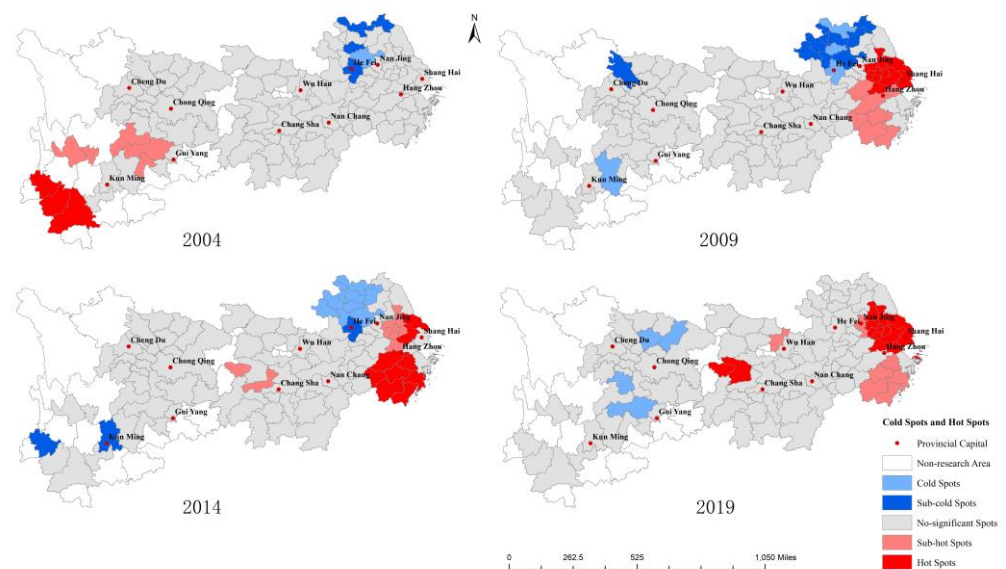 N
Cheng Du
Chong Qing
Wu Han
He Fei
Nan Jing
Shang Hai
Hang Zhou
Nan Chang
Chang Sha
Gui Yang
Kun Ming
2004
Cheng Du
Chong Qing
Wu Han
He Fei
Nan Jing
Shang Hai
Hang Zhou
Nan Chang
Chang Sha
Gui Yang
Kun Ming
2009
Cheng Du
Chong Qing
Wu Han
He Fei
Nan Jing
Shang Hai
Hang Zhou
Nan Chang
Chang Sha
Gui Yang
Kun Ming
2014
Cheng Du
Chong Qing
Wu Han
He Fei
Nan Jing
Shang Hai
Hang Zhou
Nan Chang
Chang Sha
Gui Yang
Kun Ming
2019
Cold Spots and Hot Spots
Provincial Capital
Non-research Area
Cold Spots
Sub-cold Spots
No-significant Spots
Sub-hot Spots
Hot Spots
0 262.5 525 1,050 Miles